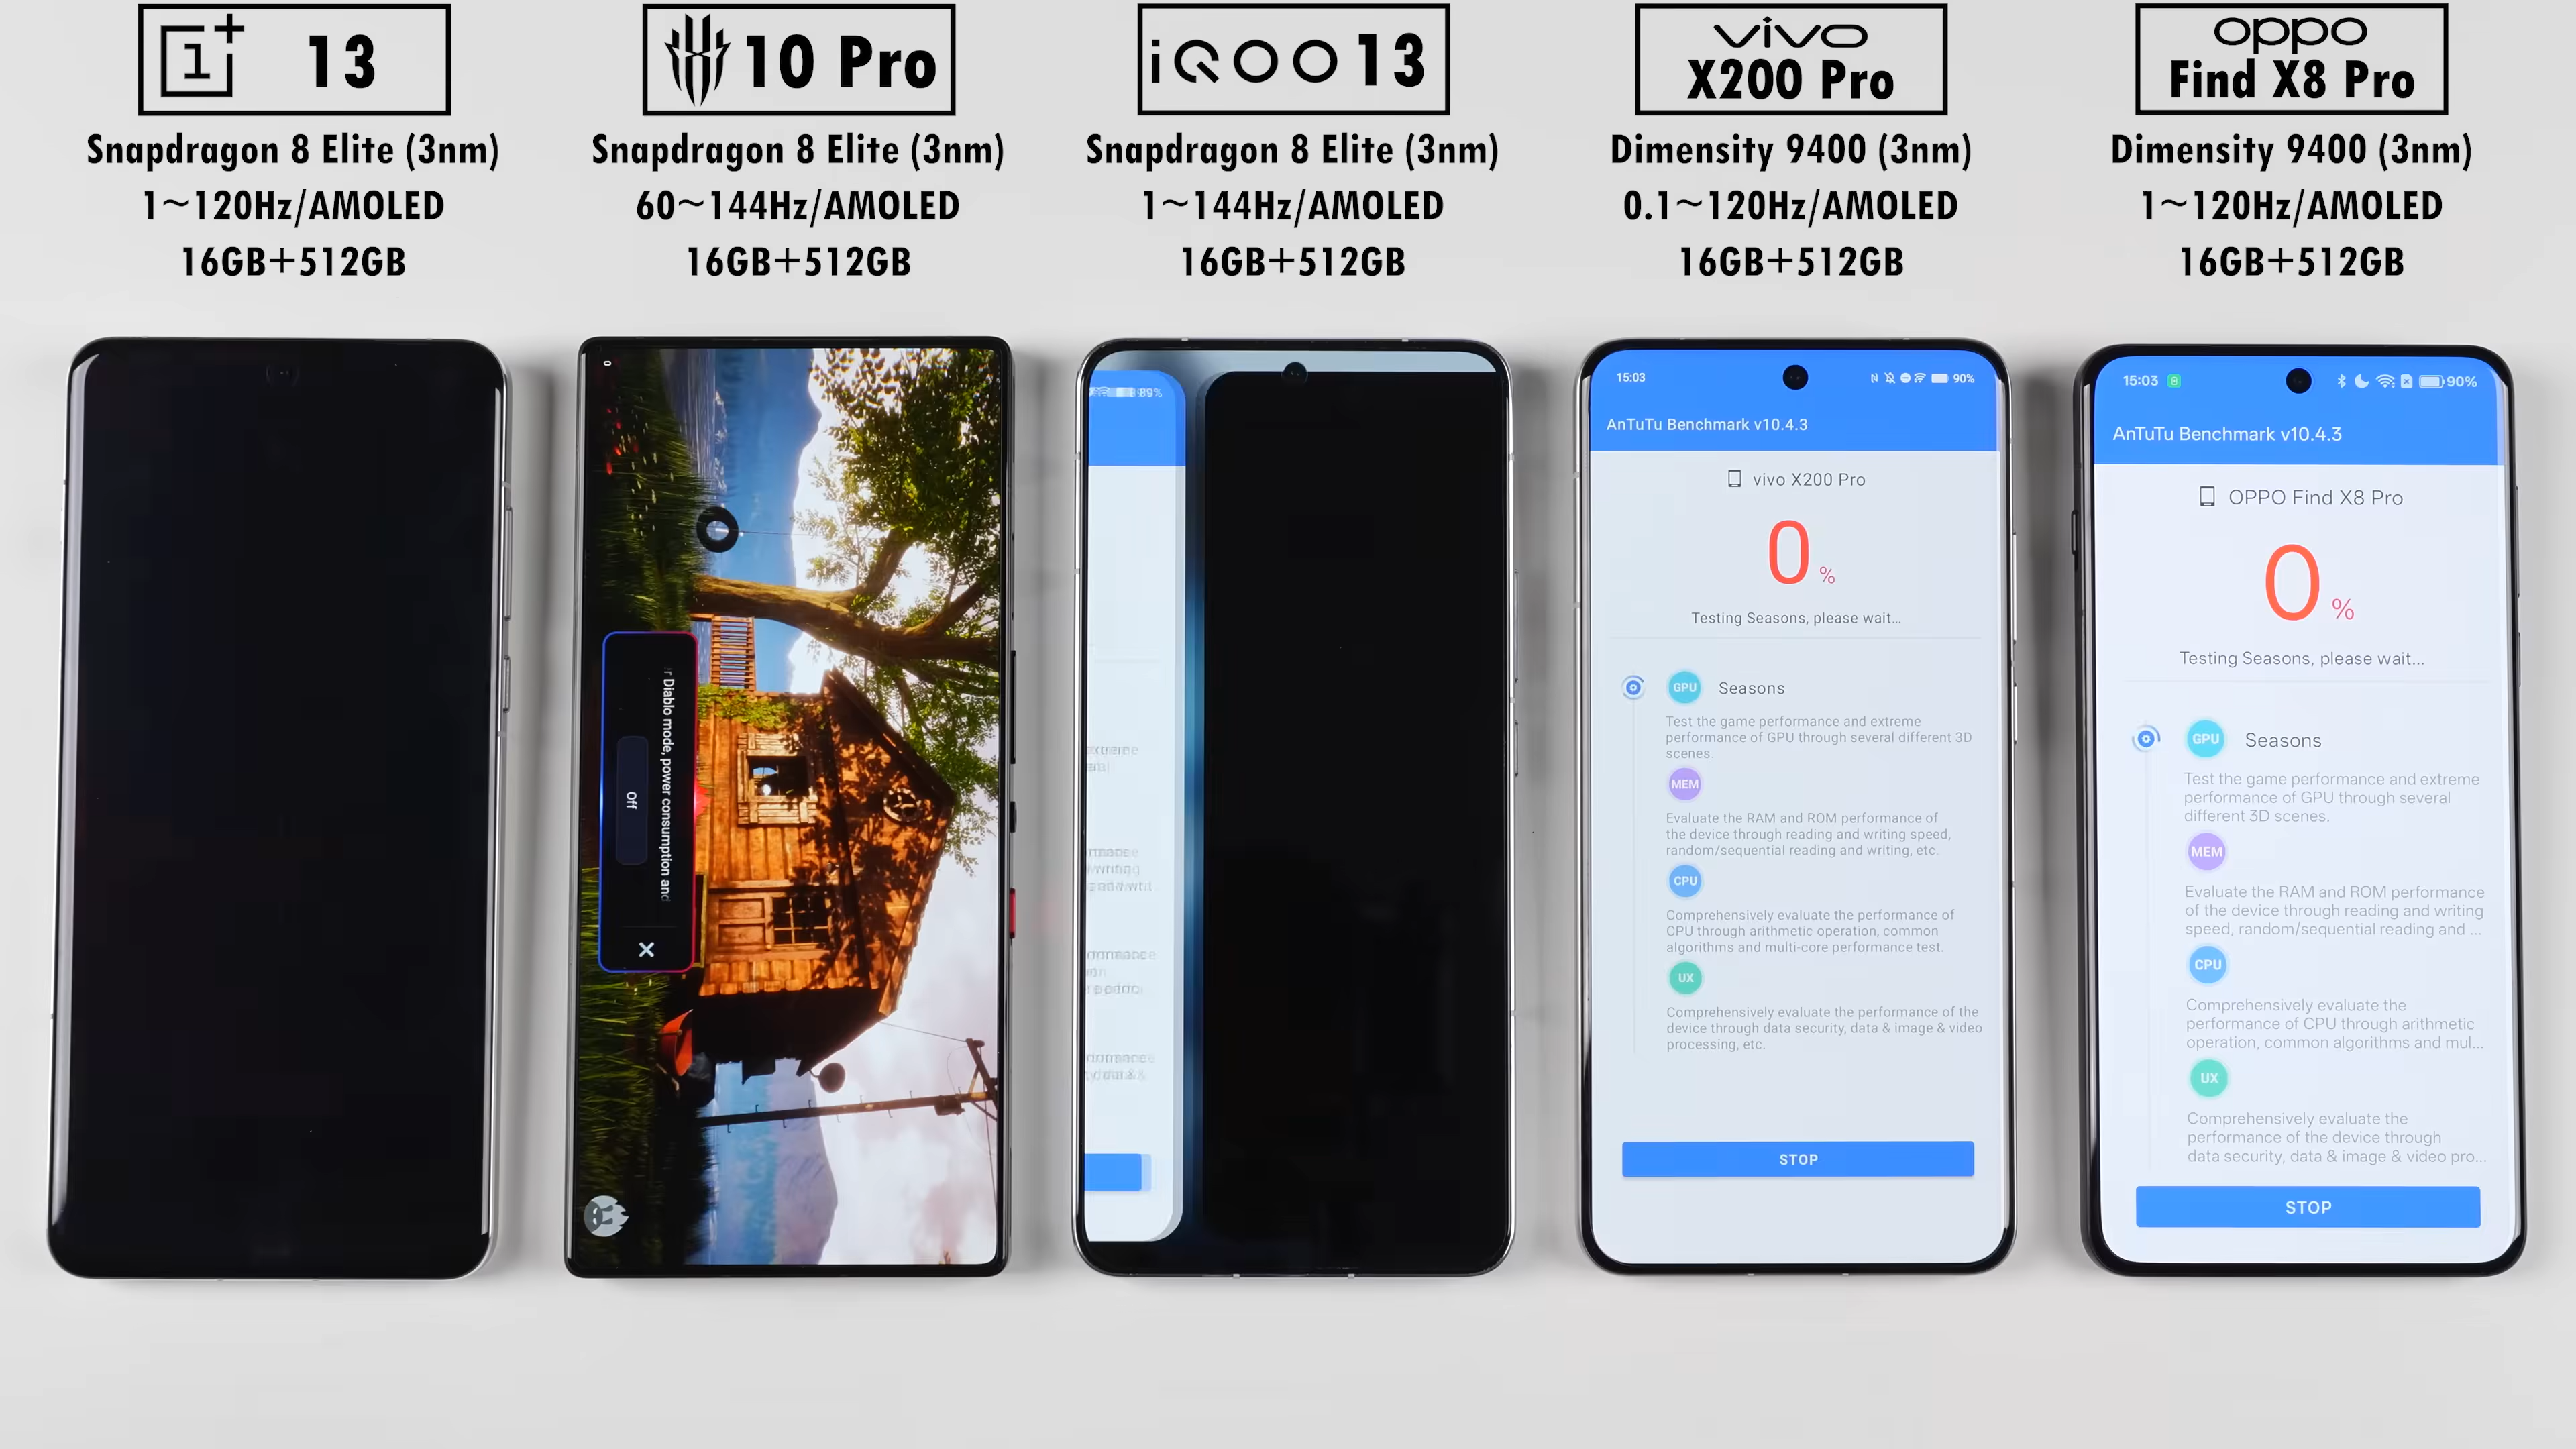 1+ 13
Snapdragon 8 Elite (3nm)
1~120Hz/AMOLED
16GB+512GB
10 Pro
Snapdragon 8 Elite (3nm)
60~144Hz/AMOLED
16GB+512GB
iQOO 13
Snapdragon 8 Elite (3nm)
1~144Hz/AMOLED
16GB+512GB
vivo
X200 Pro
Dimensity 9400 (3nm)
0.1~120Hz/AMOLED
16GB+512GB
oppo
Find X8 Pro
Dimensity 9400 (3nm)
1~120Hz/AMOLED
16GB+512GB
0
Diablo mode, power consumption and
Off
89%
15:03 90%
AnTuTu Benchmark v10.4.3
vivo X200 Pro
0 %
Testing Seasons, please wait...
GPU Seasons
Test the game performance and extreme
performance of GPU through several different 3D
scenes.
MEM
Evaluate the RAM and ROM performance of
the device through reading and writing speed,
random/sequential reading and writing, etc.
CPU
Comprehensively evaluate the performance of
CPU through arithmetic operation, common
algorithms and multi-core performance test.
UX
Comprehensively evaluate the performance of the
device through data security, data & image & video
processing, etc.
STOP
15:03 90%
AnTuTu Benchmark v10.4.3
OPPO Find X8 Pro
0 %
Testing Seasons, please wait...
GPU Seasons
Test the game performance and extreme
performance of GPU through several
different 3D scenes.
MEM
Evaluate the RAM and ROM performance
of the device through reading and writing
speed, random/sequential reading and ...
CPU
Comprehensively evaluate the
performance of CPU through arithmetic
operation, common algorithms and mul...
UX
Comprehensively evaluate the
performance of the device through
data security, data & image & video pro...
STOP